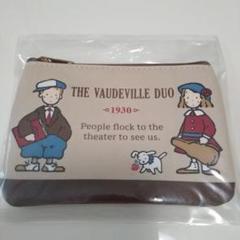 THE VAUDEVILLE DUO
1930
People flock to the
theater to see us.